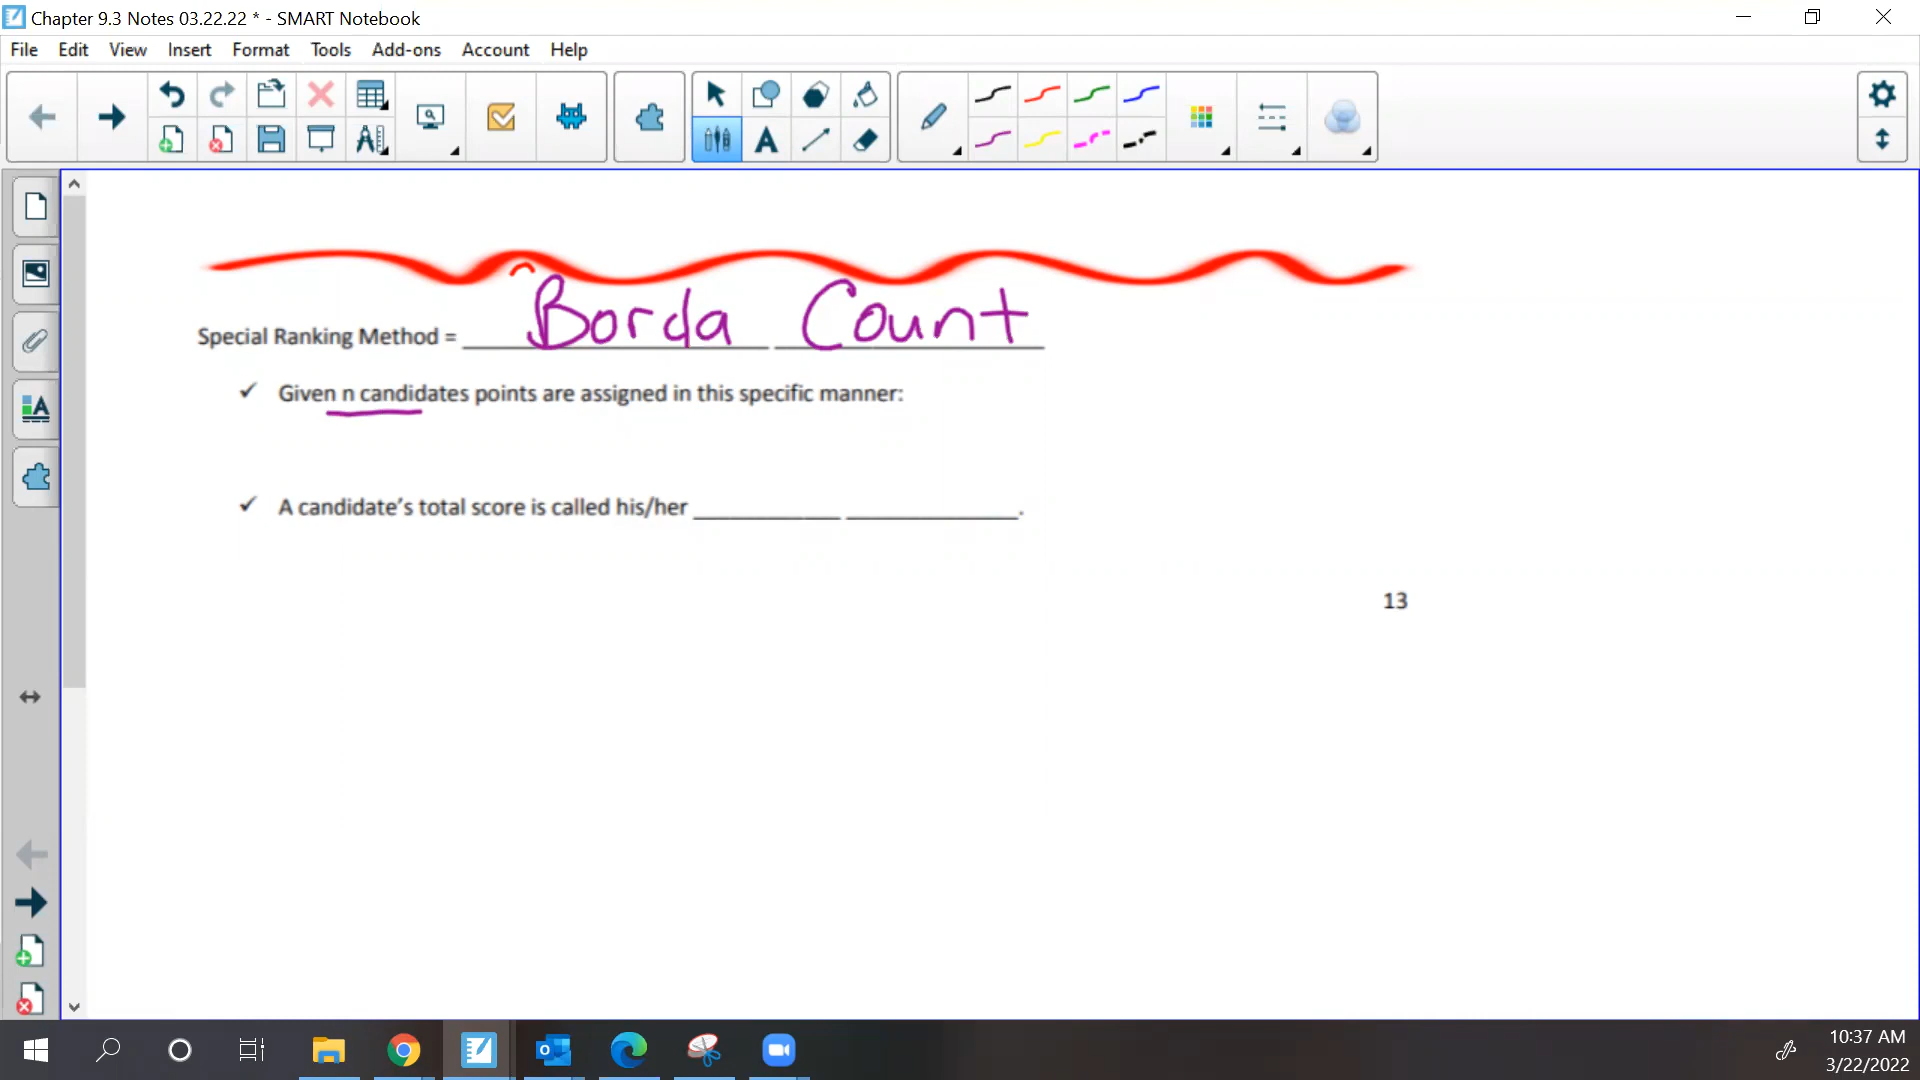 Chapter 9.3 Notes 03.22.22 * - SMART Notebook
File Edit View Insert Format Tools Add-ons Account Help
Special Ranking Method = Borda Count
✓ Given n candidates points are assigned in this specific manner:
✓ A candidate's total score is called his/her ____________ ____________.
13
10:37 AM
3/22/2022